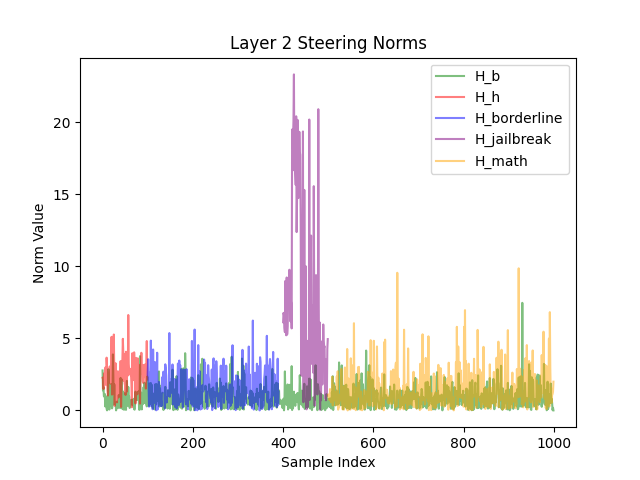 Layer 2 Steering Norms
H_b
H_h
H_borderline
H_jailbreak
H_math
Norm Value
20
15
10
5
0
0
200
400
600
800
1000
Sample Index